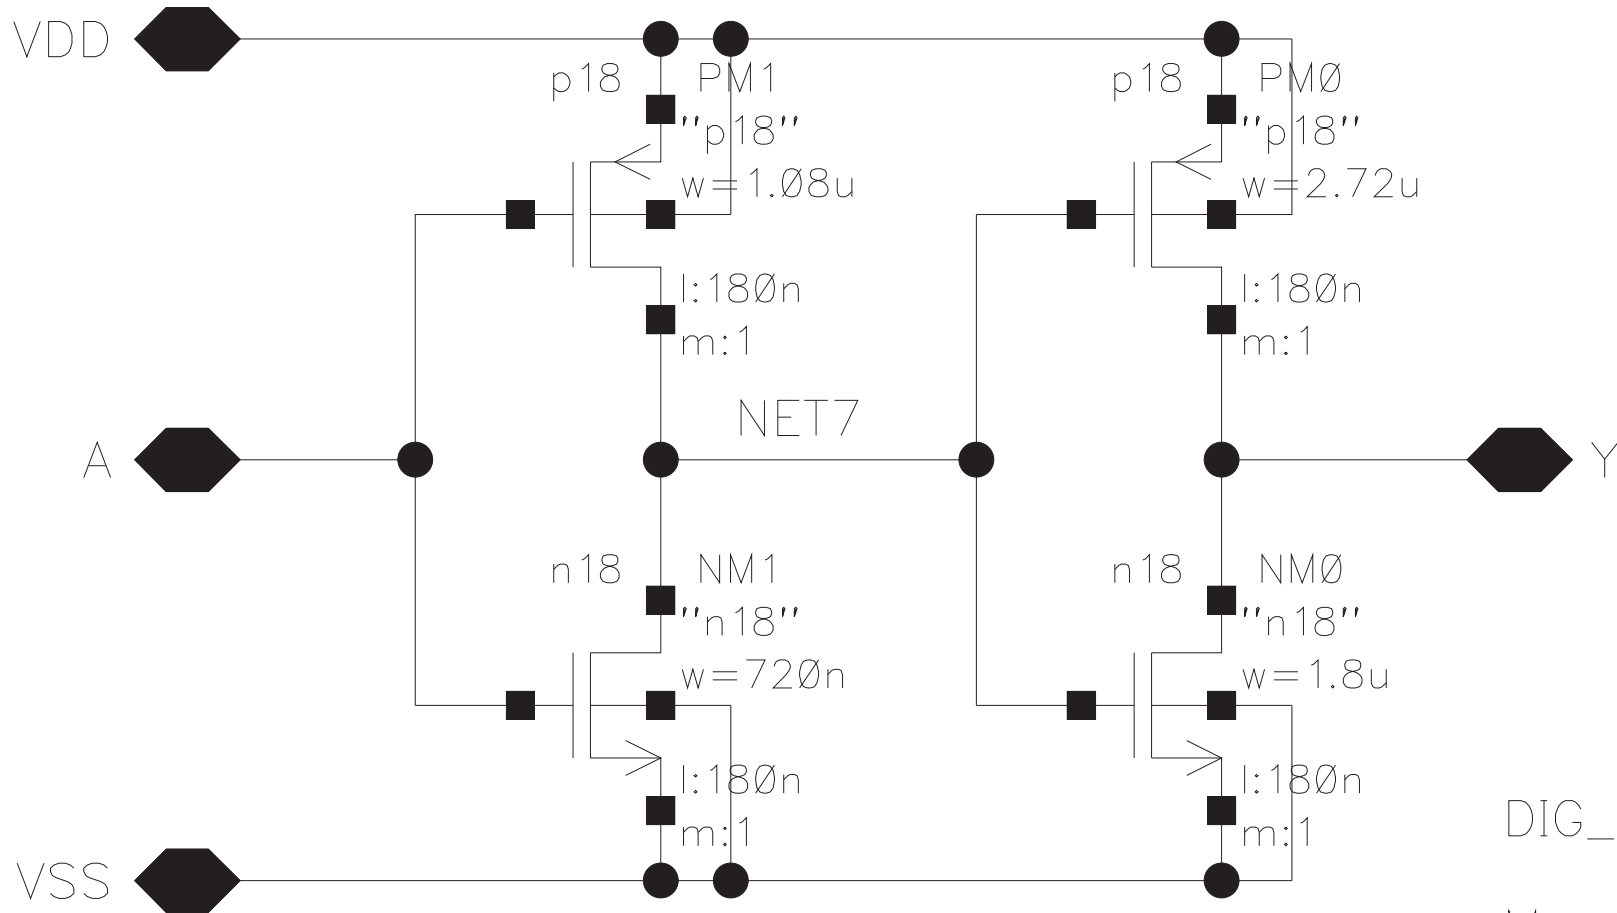 VDD
p18 PM1
"p18"
w=1.08u
l:180n
m:1
p18 PM0
"p18"
w=2.72u
l:180n
m:1
A
NET7
Y
n18 NM1
"n18"
w=720n
l:180n
m:1
n18 NM0
"n18"
w=1.8u
l:180n
m:1
DIG_
VSS